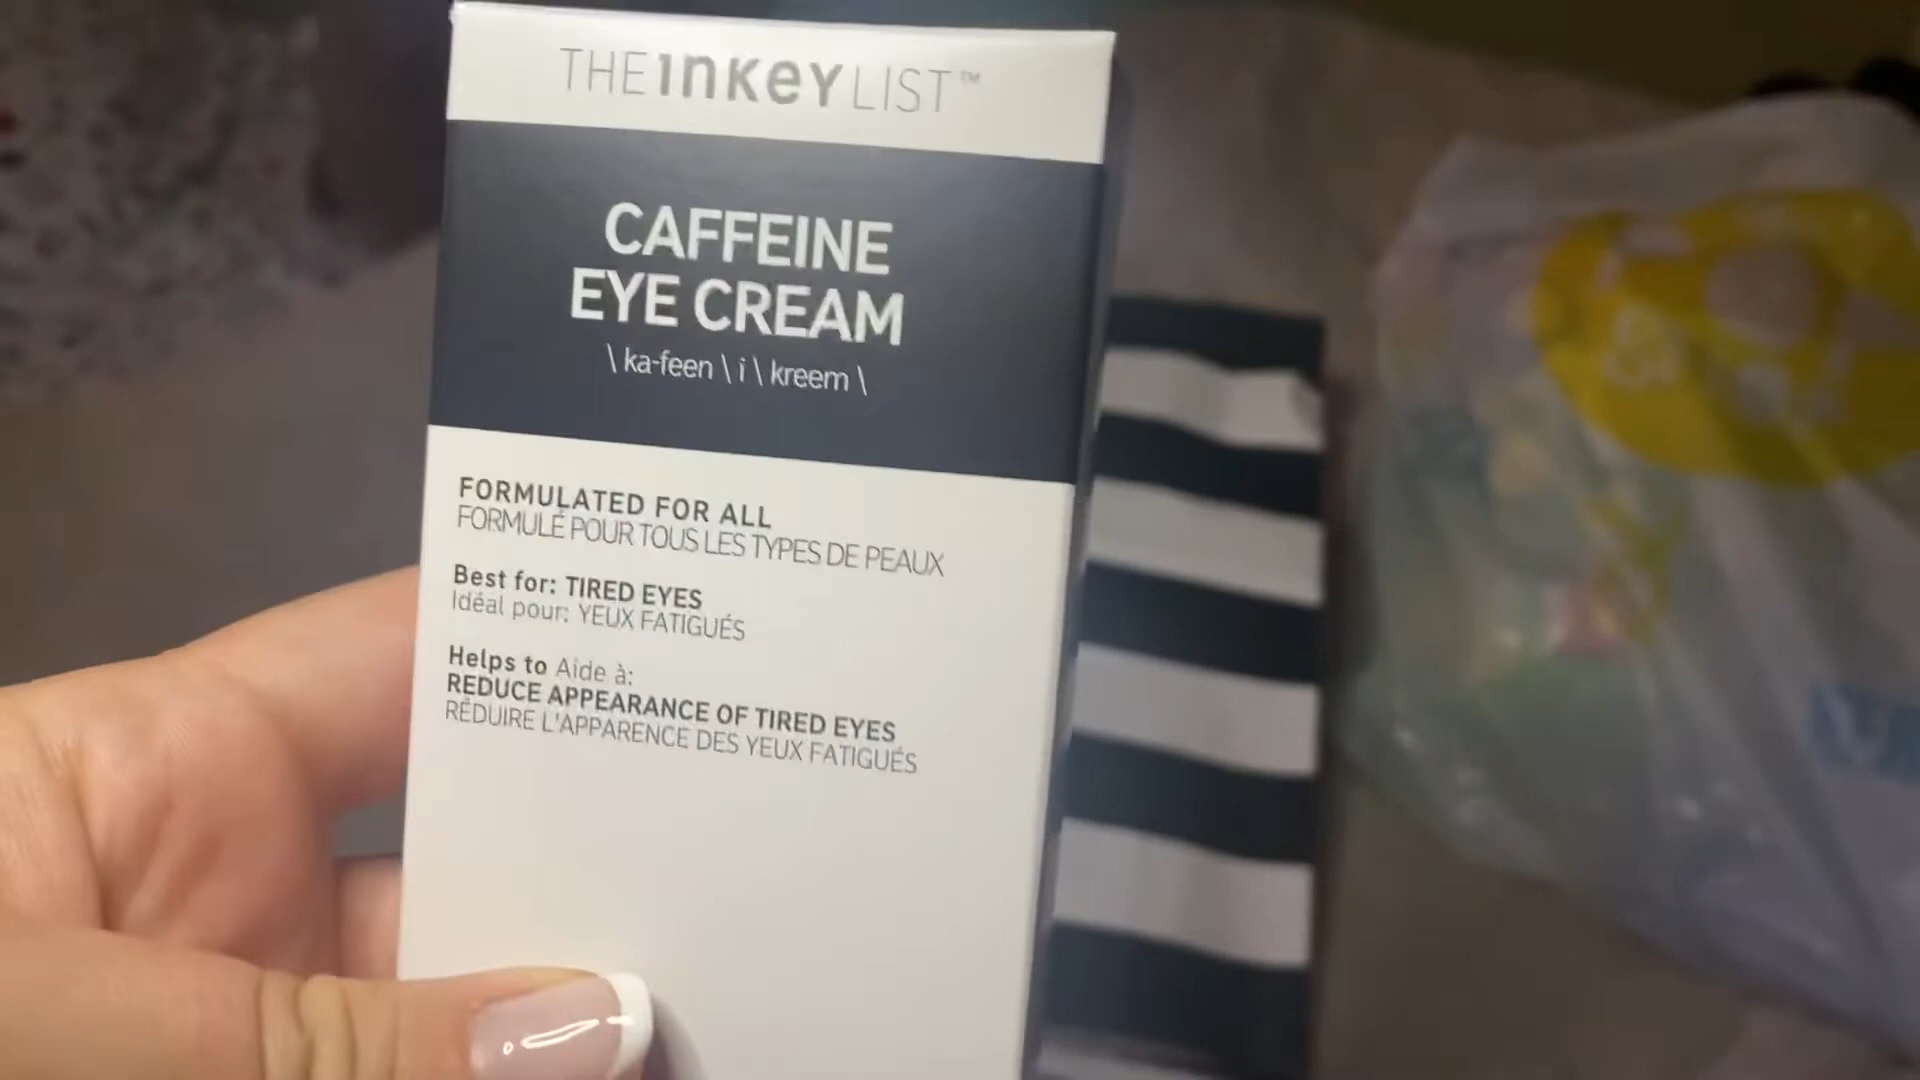 THE INKEY LIST™
CAFFEINE
EYE CREAM
\ ka-feen \ i \ kreem \
FORMULATED FOR ALL
FORMULÉ POUR TOUS LES TYPES DE PEAUX
Best for: TIRED EYES
Idéal pour: YEUX FATIGUÉS
Helps to Aide à:
REDUCE APPEARANCE OF TIRED EYES
RÉDUIRE L'APPARENCE DES YEUX FATIGUÉS